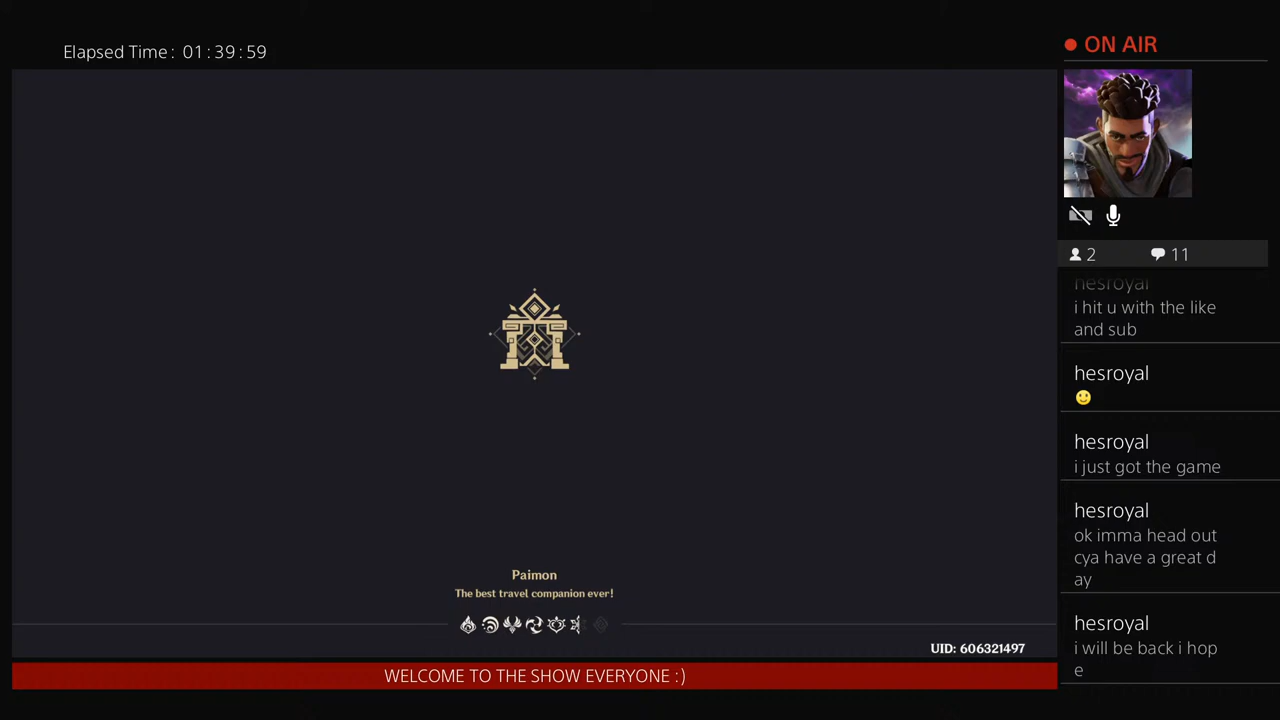 Elapsed Time: 01:39:59
ON AIR
2 11
hesroyal
i hit u with the like
and sub
hesroyal
hesroyal
i just got the game
hesroyal
ok imma head out
cya have a great d
ay
hesroyal
i will be back i hop
e
Paimon
The best travel companion ever!
UID: 606321497
WELCOME TO THE SHOW EVERYONE :)